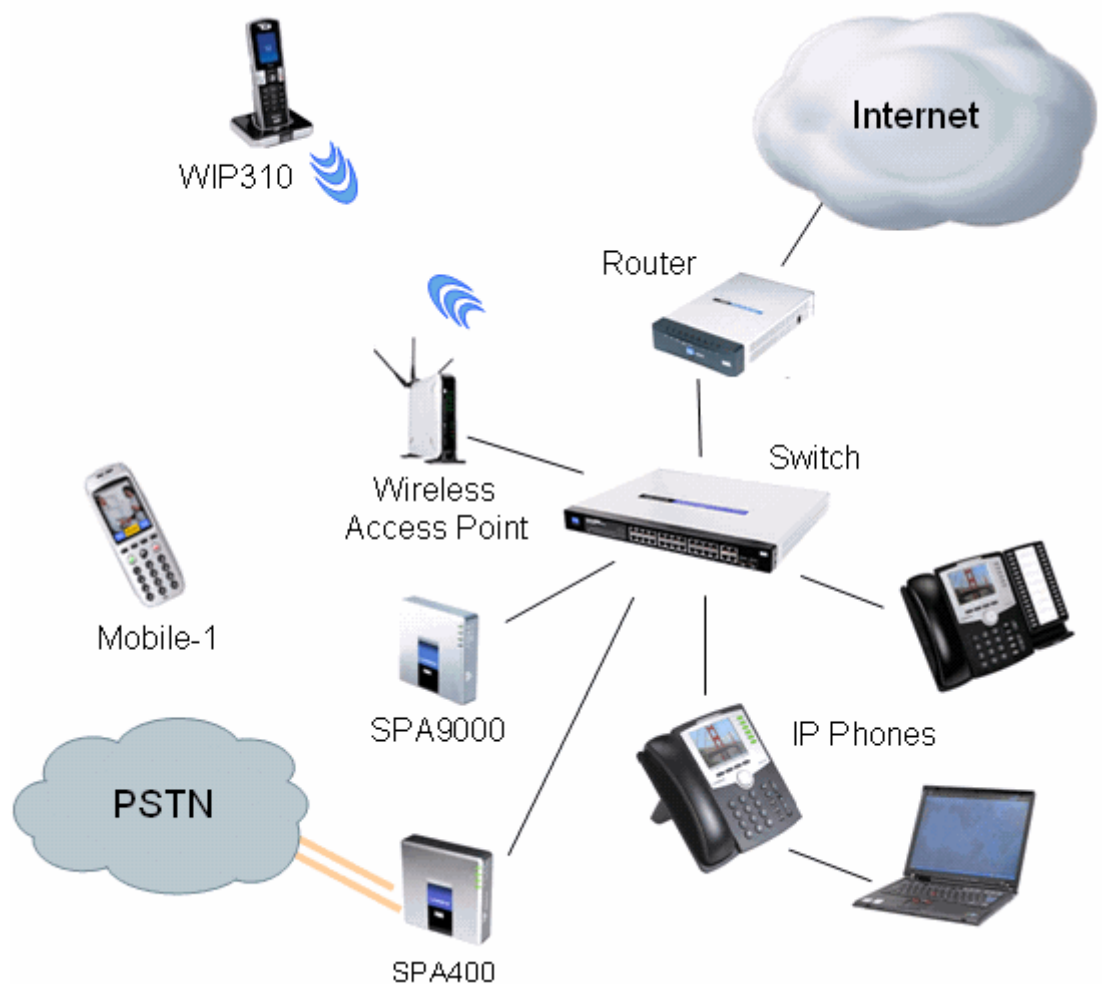 Internet
WIP310
Router
Switch
Wireless
Access Point
Mobile-1
SPA9000
IP Phones
PSTN
SPA400